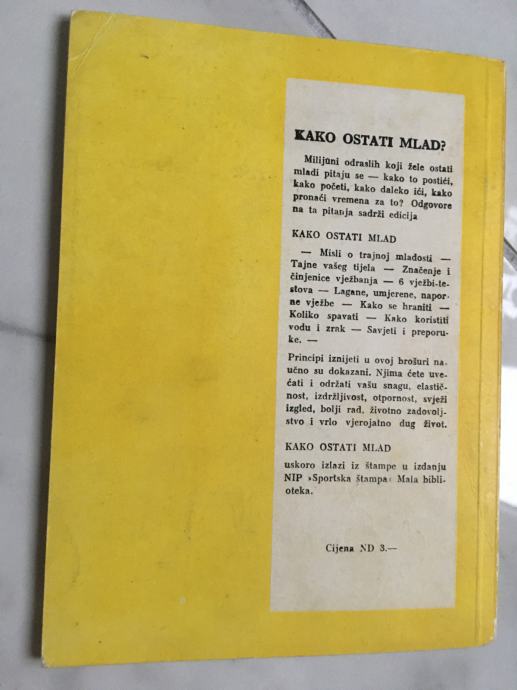 KAKO OSTATI MLAD?
Milijuni odraslih koji žele ostati
mladi pitaju se — kako to postići,
kako početi, kako daleko ići, kako
pronaći vremena za to? Odgovore
na ta pitanja sadrži edicija
KAKO OSTATI MLAD
— Misli o trajnoj mladosti —
Tajne vašeg tijela — Značenje i
činjenice vježbanja — 6 vježbi-te-
stova — Lagane, umjerene, napor-
ne vježbe — Kako se hraniti —
Koliko spavati — Kako koristiti
vodu i zrak — Savjeti i preporu-
ke. —
Principi iznijeti u ovoj brošuri na-
učno su dokazani. Njima ćete uve-
ćati i održati vašu snagu, elastič-
nost, izdržljivost, otpornost, svježi
izgled, bolji rad, životno zadovolj-
stvo i vrlo vjerojalno dug život.
KAKO OSTATI MLAD
uskoro izlazi iz štampe u izdanju
NIP »Sportska štampa« Mala bibli-
oteka.
Cijena ND 3.—